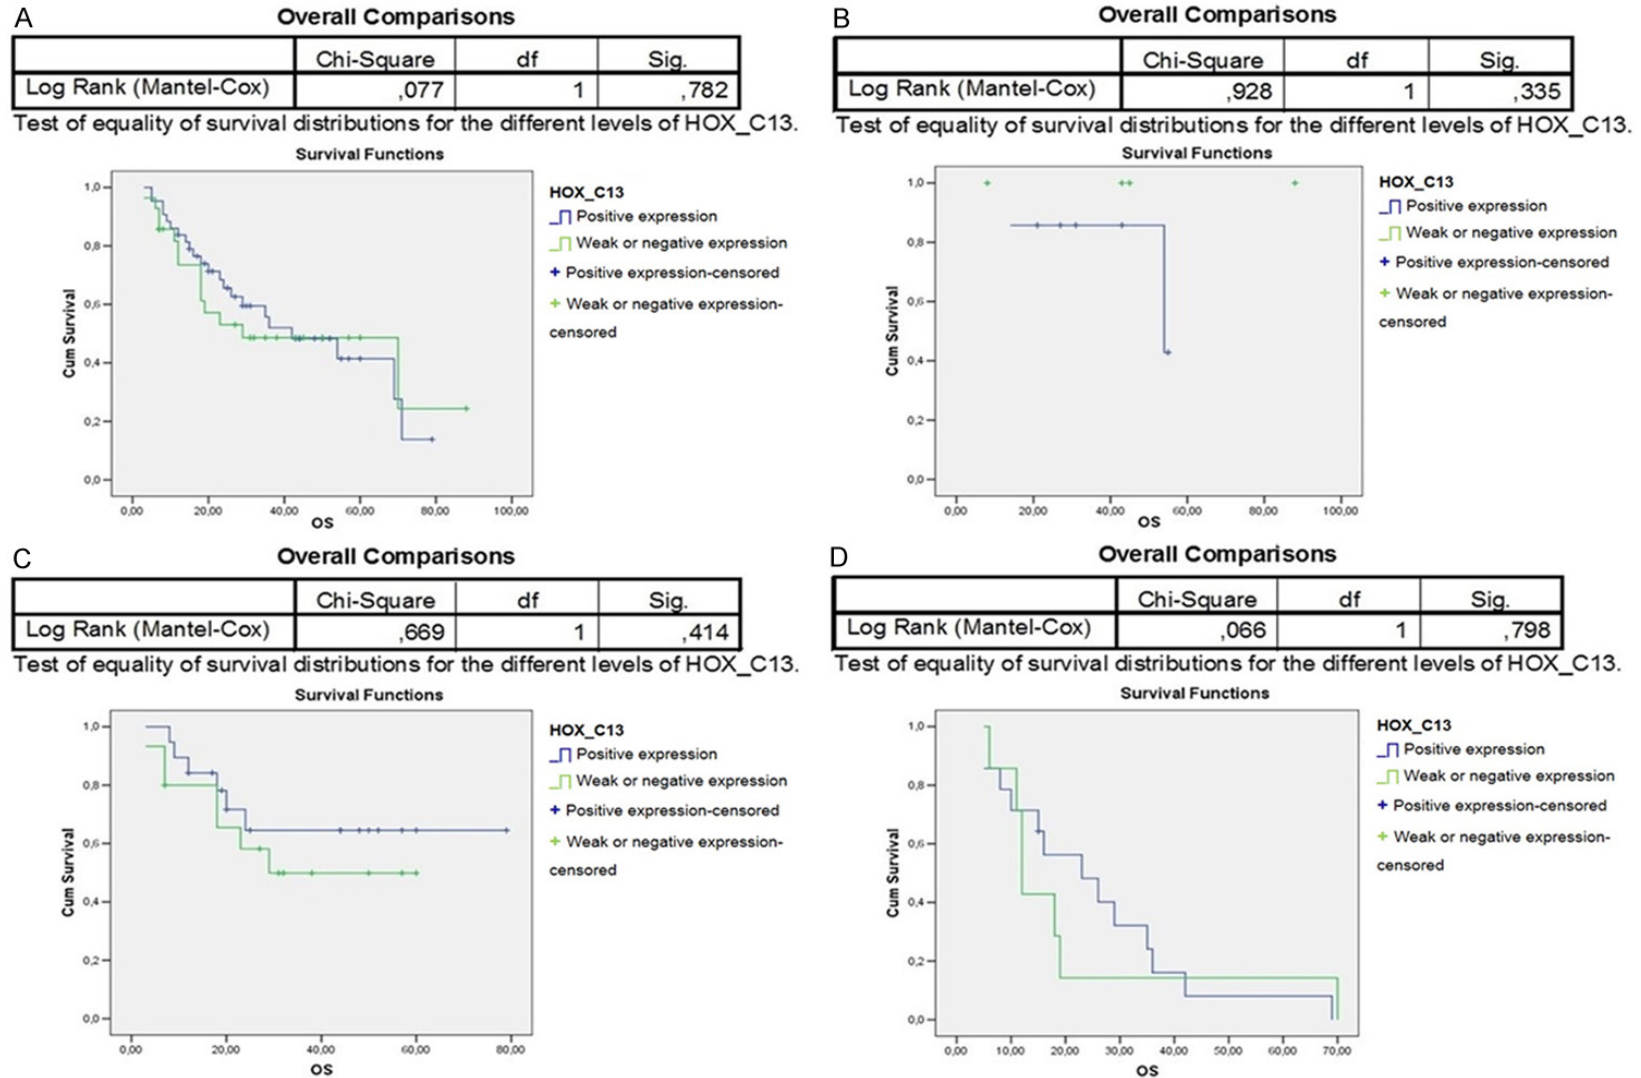 A
Overall Comparisons
Chi-Square df Sig.
Log Rank (Mantel-Cox) ,077 1 ,782
Test of equality of survival distributions for the different levels of HOX_C13.
Survival Functions
HOX_C13
Positive expression
Weak or negative expression
Positive expression-censored
Weak or negative expression-
censored
Cum Survival
1,0
0,8
0,6
0,4
0,2
0,0
0,00 20,00 40,00 60,00 80,00 100,00
OS
B
Overall Comparisons
Chi-Square df Sig.
Log Rank (Mantel-Cox) ,928 1 ,335
Test of equality of survival distributions for the different levels of HOX_C13.
Survival Functions
HOX_C13
Positive expression
Weak or negative expression
Positive expression-censored
Weak or negative expression-
censored
Cum Survival
1,0
0,8
0,6
0,4
0,2
0,0
0,00 20,00 40,00 60,00 80,00 100,00
OS
C
Overall Comparisons
Chi-Square df Sig.
Log Rank (Mantel-Cox) ,669 1 ,414
Test of equality of survival distributions for the different levels of HOX_C13.
Survival Functions
HOX_C13
Positive expression
Weak or negative expression
Positive expression-censored
Weak or negative expression-
censored
Cum Survival
1,0
0,8
0,6
0,4
0,2
0,0
0,00 20,00 40,00 60,00 80,00
OS
D
Overall Comparisons
Chi-Square df Sig.
Log Rank (Mantel-Cox) ,066 1 ,798
Test of equality of survival distributions for the different levels of HOX_C13.
Survival Functions
HOX_C13
Positive expression
Weak or negative expression
Positive expression-censored
Weak or negative expression-
censored
Cum Survival
1,0
0,8
0,6
0,4
0,2
0,0
0,00 10,00 20,00 30,00 40,00 50,00 60,00 70,00
OS